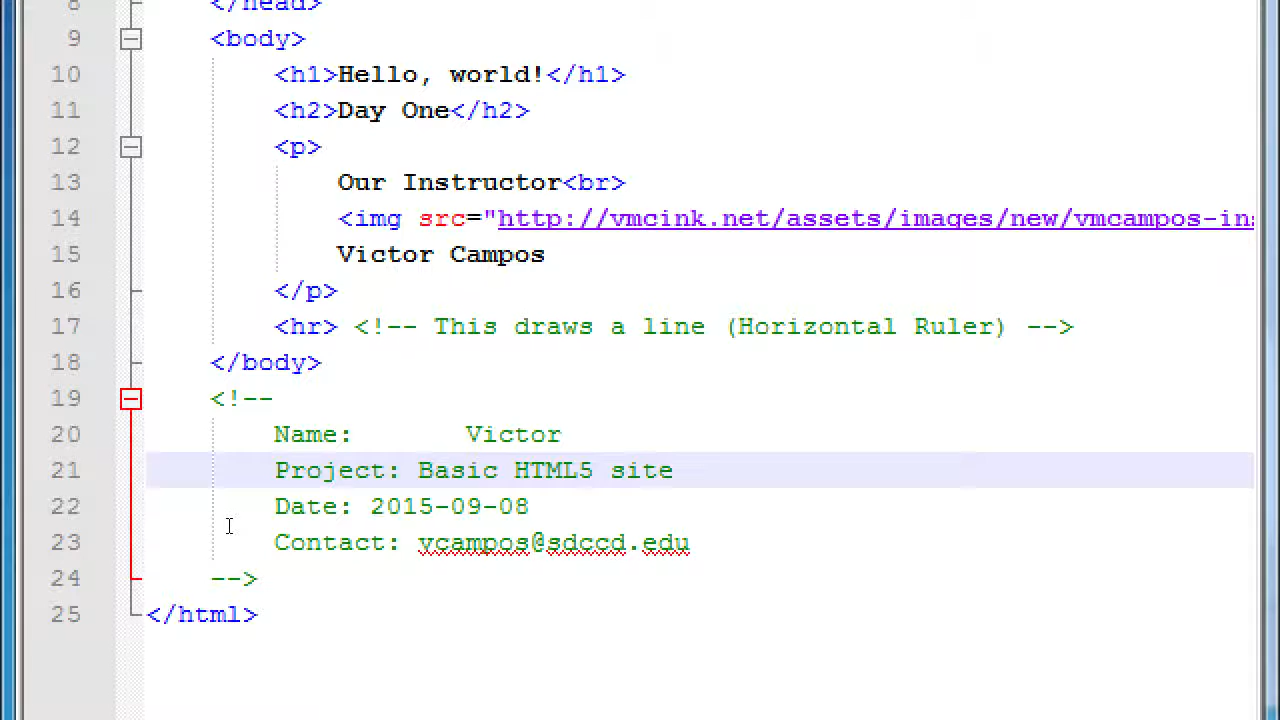 8 </head>
9 <body>
10 <h1>Hello, world!</h1>
11 <h2>Day One</h2>
12 <p>
13 Our Instructor<br>
14 <img src="http://vmcink.net/assets/images/new/vmcampos-in
15 Victor Campos
16 </p>
17 <hr> <!-- This draws a line (Horizontal Ruler) -->
18 </body>
19 <!--
20 Name: Victor
21 Project: Basic HTML5 site
22 Date: 2015-09-08
23 Contact: vcampos@sdccd.edu
24 -->
25 </html>